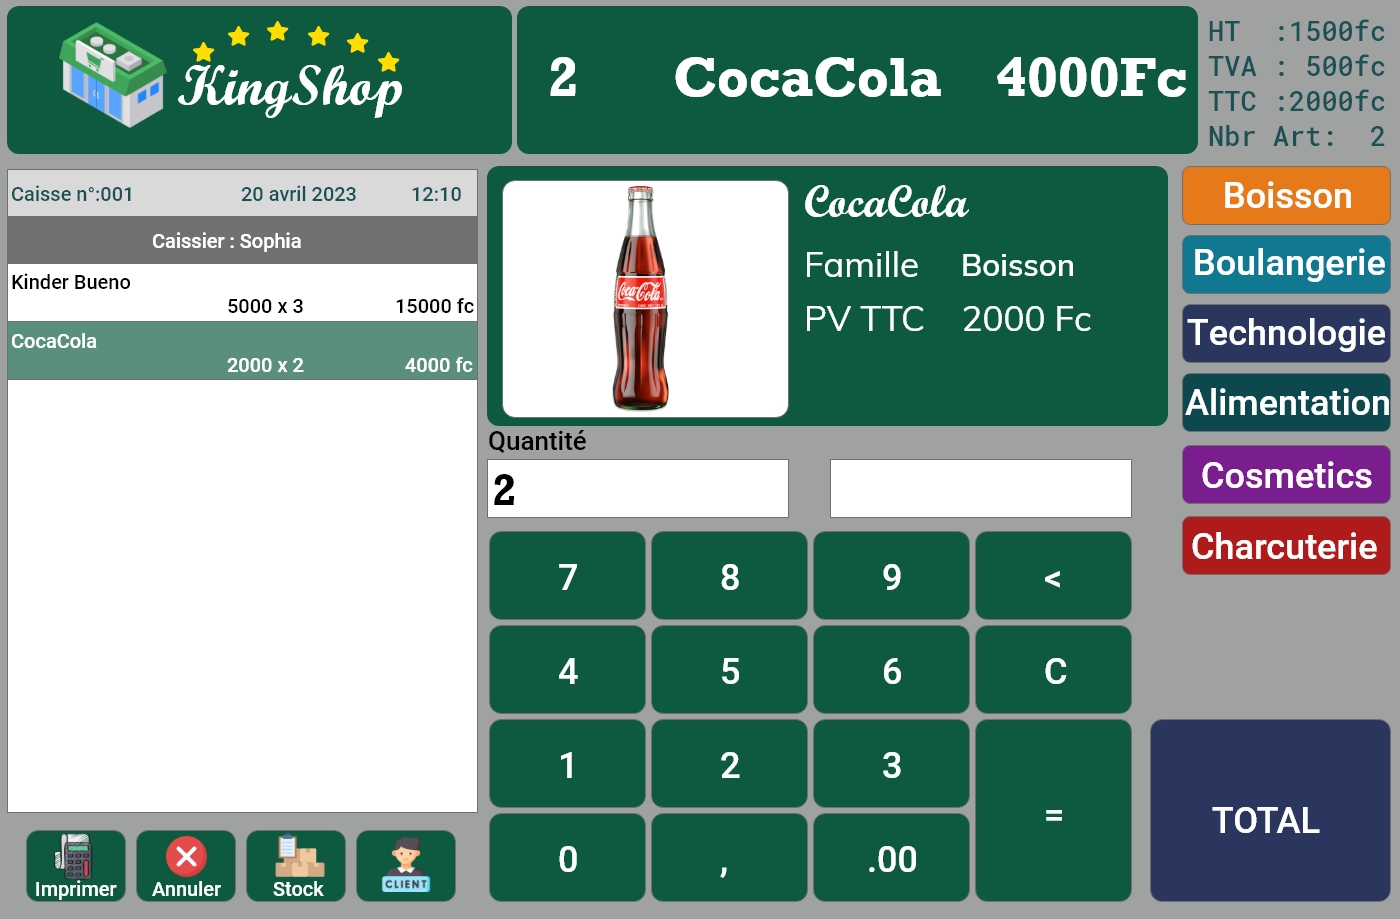 KingShop
2 CocaCola 4000Fc
HT :1500fc
TVA : 500fc
TTC :2000fc
Nbr Art: 2
Caisse n°:001 20 avril 2023 12:10
Caissier : Sophia
Kinder Bueno
5000 x 3 15000 fc
CocaCola
2000 x 2 4000 fc
Coca-Cola
CocaCola
Famille Boisson
PV TTC 2000 Fc
Quantité
2
7 8 9 <
4 5 6 C
1 2 3
=
0 , .00
Boisson
Boulangerie
Technologie
Alimentation
Cosmetics
Charcuterie
TOTAL
Imprimer
Annuler
Stock
CLIENT